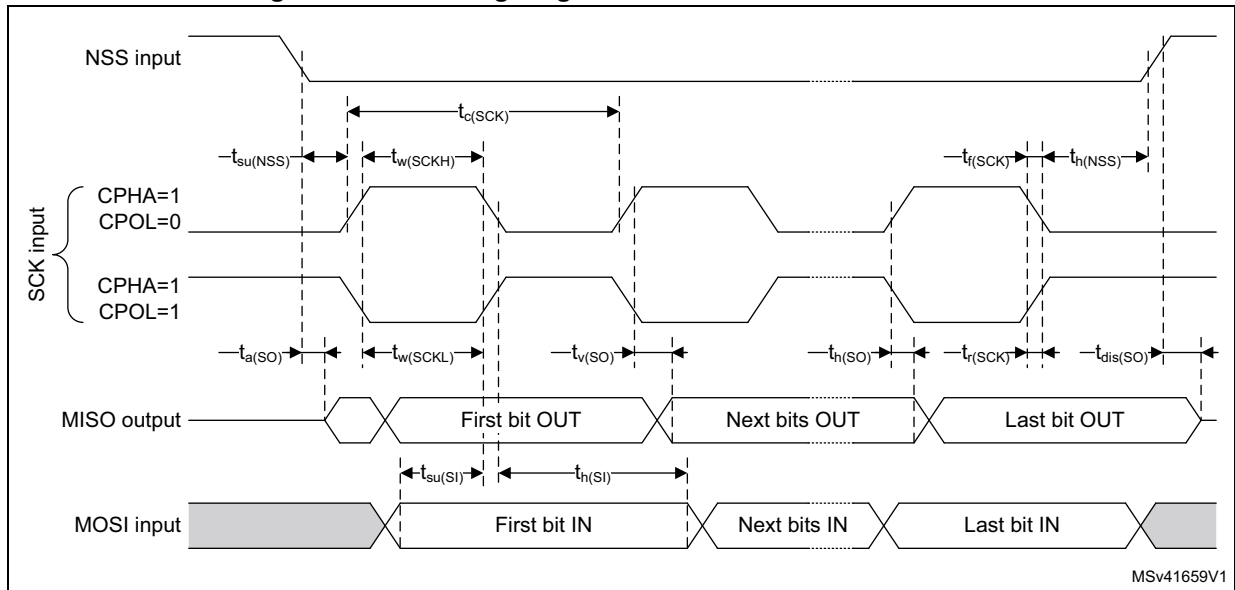 NSS input
tc(SCK)
tsu(NSS)
tw(SCKH)
tf(SCK)
th(NSS)
SCK input
CPHA=1
CPOL=0
CPHA=1
CPOL=1
ta(SO)
tw(SCKL)
tv(SO)
th(SO)
tr(SCK)
tdis(SO)
MISO output
First bit OUT
Next bits OUT
Last bit OUT
tsu(SI)
th(SI)
MOSI input
First bit IN
Next bits IN
Last bit IN
MSv41659V1